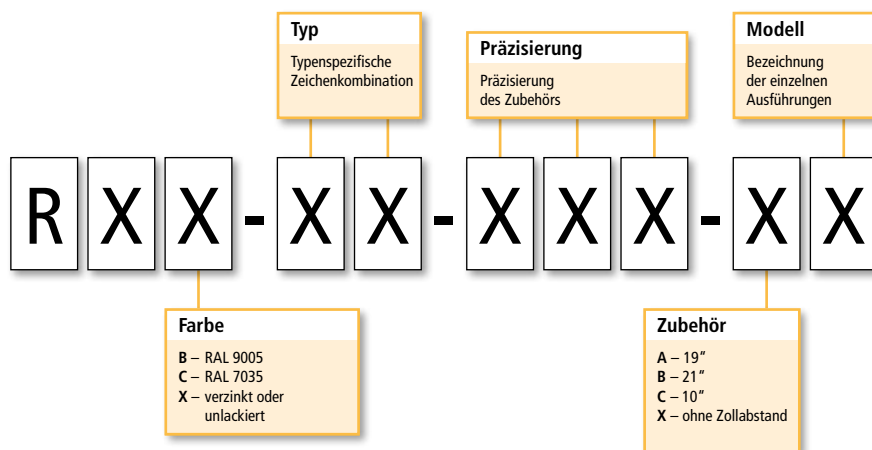 Typ
Typenspezifische
Zeichenkombination
Präzisierung
Präzisierung
des Zubehörs
Modell
Bezeichnung
der einzelnen
Ausführungen
R X X - X X - X X X - X X
Farbe
B – RAL 9005
C – RAL 7035
X – verzinkt oder
unlackiert
Zubehör
A – 19"
B – 21"
C – 10"
X – ohne Zollabstand